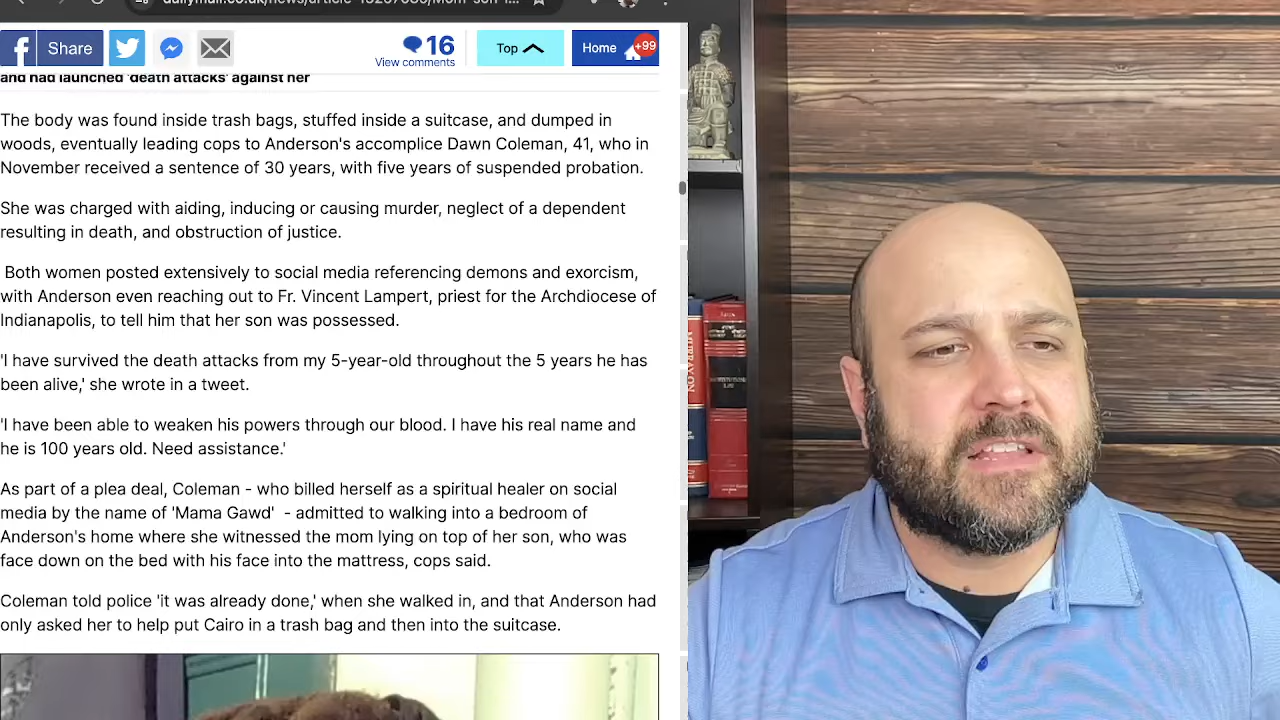 Share
16
View comments
Top
Home
+99
and had launched 'death attacks' against her
The body was found inside trash bags, stuffed inside a suitcase, and dumped in
woods, eventually leading cops to Anderson's accomplice Dawn Coleman, 41, who in
November received a sentence of 30 years, with five years of suspended probation.
She was charged with aiding, inducing or causing murder, neglect of a dependent
resulting in death, and obstruction of justice.
Both women posted extensively to social media referencing demons and exorcism,
with Anderson even reaching out to Fr. Vincent Lampert, priest for the Archdiocese of
Indianapolis, to tell him that her son was possessed.
'I have survived the death attacks from my 5-year-old throughout the 5 years he has
been alive,' she wrote in a tweet.
'I have been able to weaken his powers through our blood. I have his real name and
he is 100 years old. Need assistance.'
As part of a plea deal, Coleman - who billed herself as a spiritual healer on social
media by the name of 'Mama Gawd' - admitted to walking into a bedroom of
Anderson's home where she witnessed the mom lying on top of her son, who was
face down on the bed with his face into the mattress, cops said.
Coleman told police 'it was already done,' when she walked in, and that Anderson had
only asked her to help put Cairo in a trash bag and then into the suitcase.